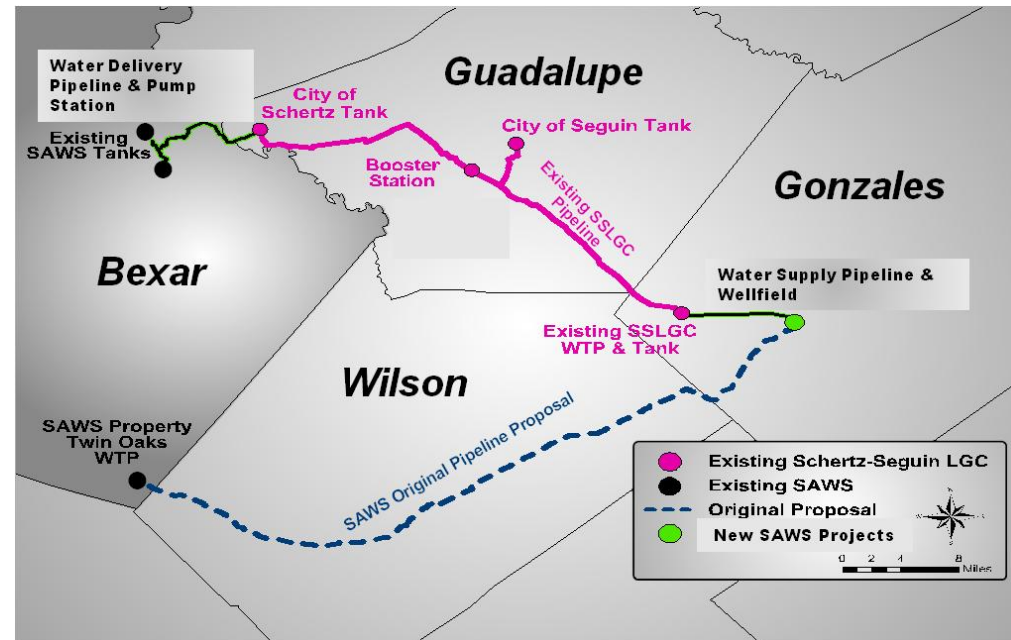 Water Delivery
Pipeline & Pump
Station
Guadalupe
City of
Schertz Tank
City of Seguin Tank
Existing
SAWS Tanks
Booster
Station
Existing SSLGC
Pipeline
Gonzales
Bexar
Water Supply Pipeline &
Wellfield
Existing SSLGC
WTP & Tank
Wilson
SAWS Property
Twin Oaks
WTP
SAWS Original Pipeline Proposal
Existing Schertz-Seguin LGC
Existing SAWS
Original Proposal
New SAWS Projects
0 2 4 8
Miles